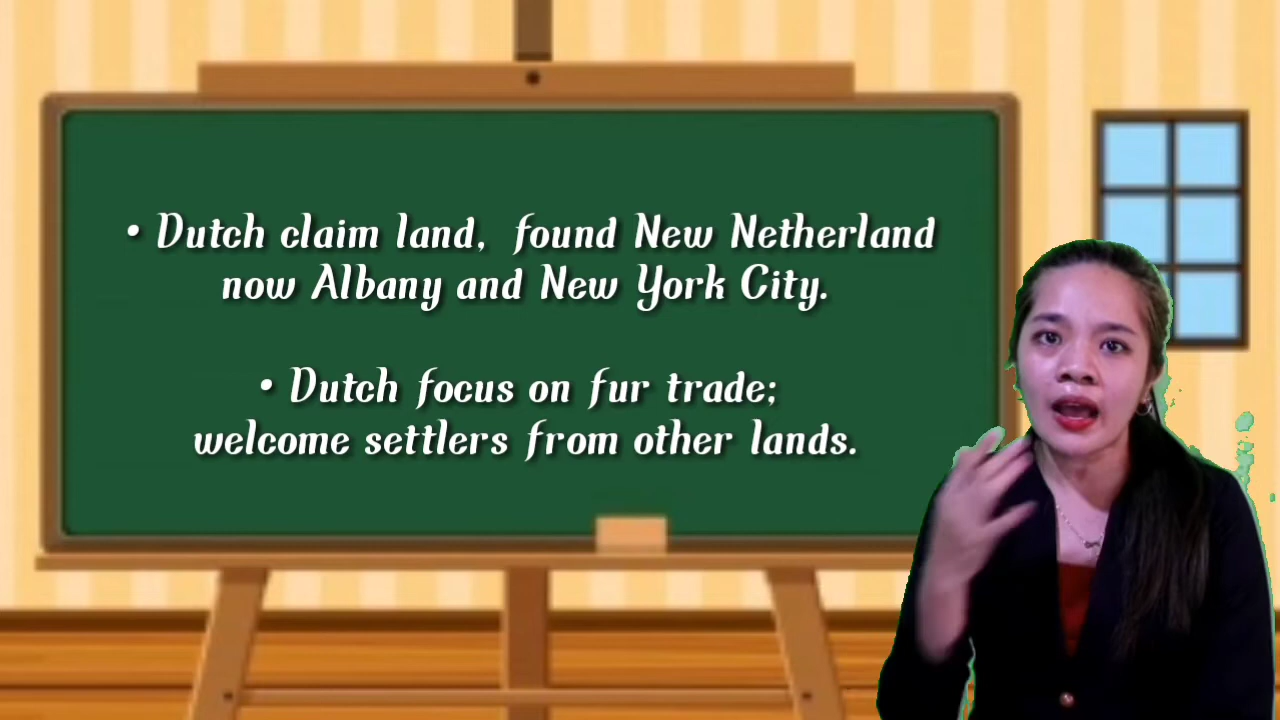 • Dutch claim land, found New Netherland
now Albany and New York City.
• Dutch focus on fur trade;
welcome settlers from other lands.